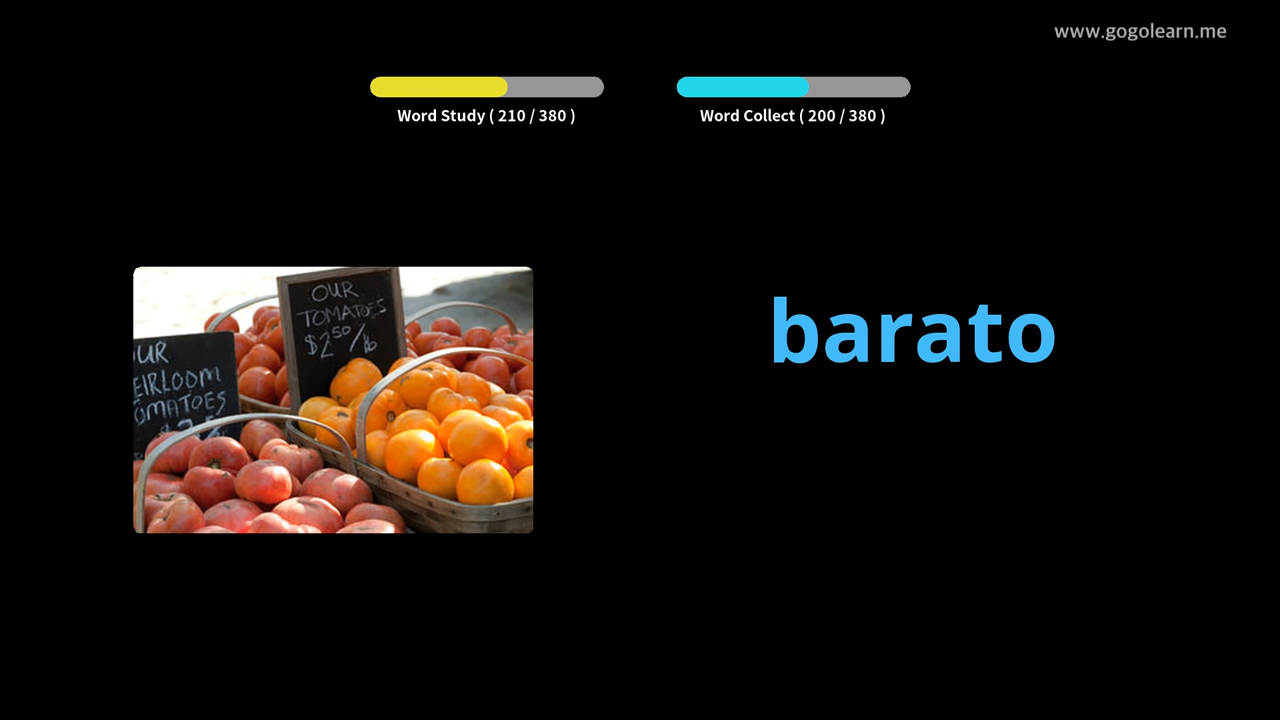 www.gogolearn.me
Word Study ( 210 / 380 )
Word Collect ( 200 / 380 )
barato
OUR
TOMATOES
$2.50/lb
UR
EIRLOOM
OMATOES